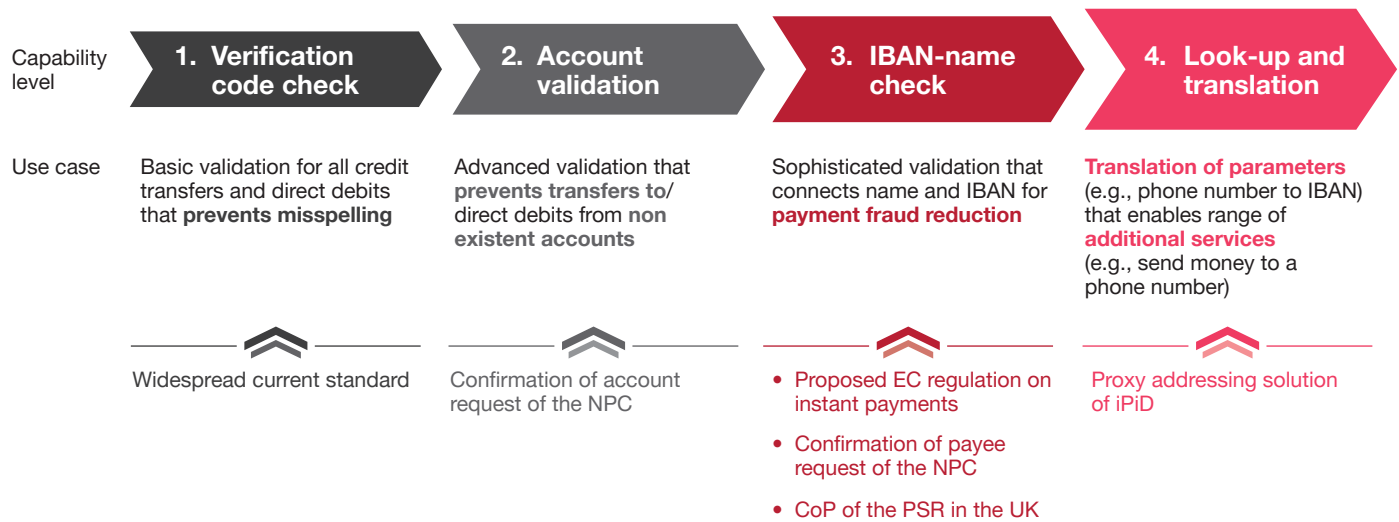 Capability
level
1. Verification
code check
2. Account
validation
3. IBAN-name
check
4. Look-up and
translation
Use case
Basic validation for all credit
transfers and direct debits
that prevents misspelling
Advanced validation that
prevents transfers to/
direct debits from non
existent accounts
Sophisticated validation that
connects name and IBAN for
payment fraud reduction
Translation of parameters
(e.g., phone number to IBAN)
that enables range of
additional services
(e.g., send money to a
phone number)
Widespread current standard
Confirmation of account
request of the NPC
• Proposed EC regulation on
instant payments
• Confirmation of payee
request of the NPC
• CoP of the PSR in the UK
Proxy addressing solution
of iPiD